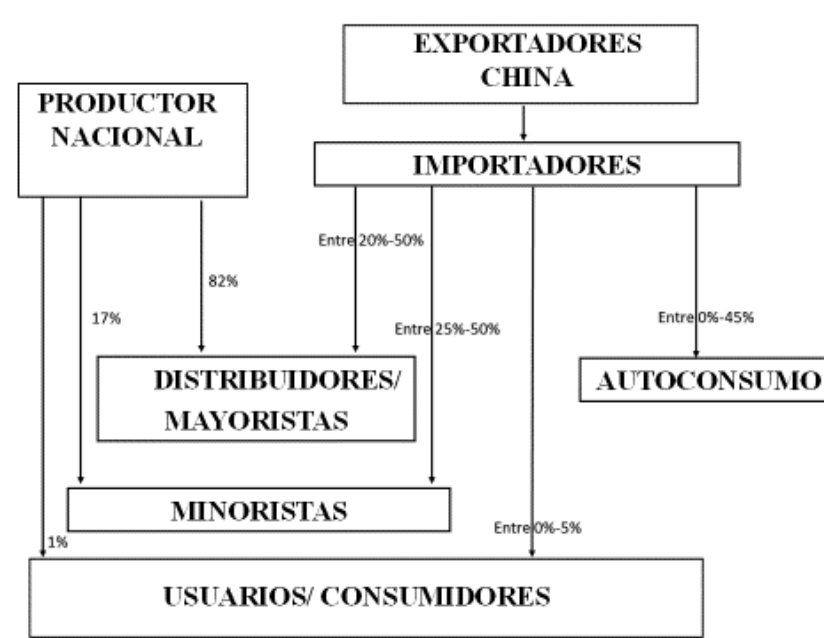 EXPORTADORES
CHINA
PRODUCTOR
NACIONAL
IMPORTADORES
Entre 20%-50%
82%
17%
Entre 25%-50%
Entre 0%-45%
DISTRIBUIDORES/
MAYORISTAS
AUTOCONSUMO
MINORISTAS
Entre 0%-5%
1%
USUARIOS/ CONSUMIDORES